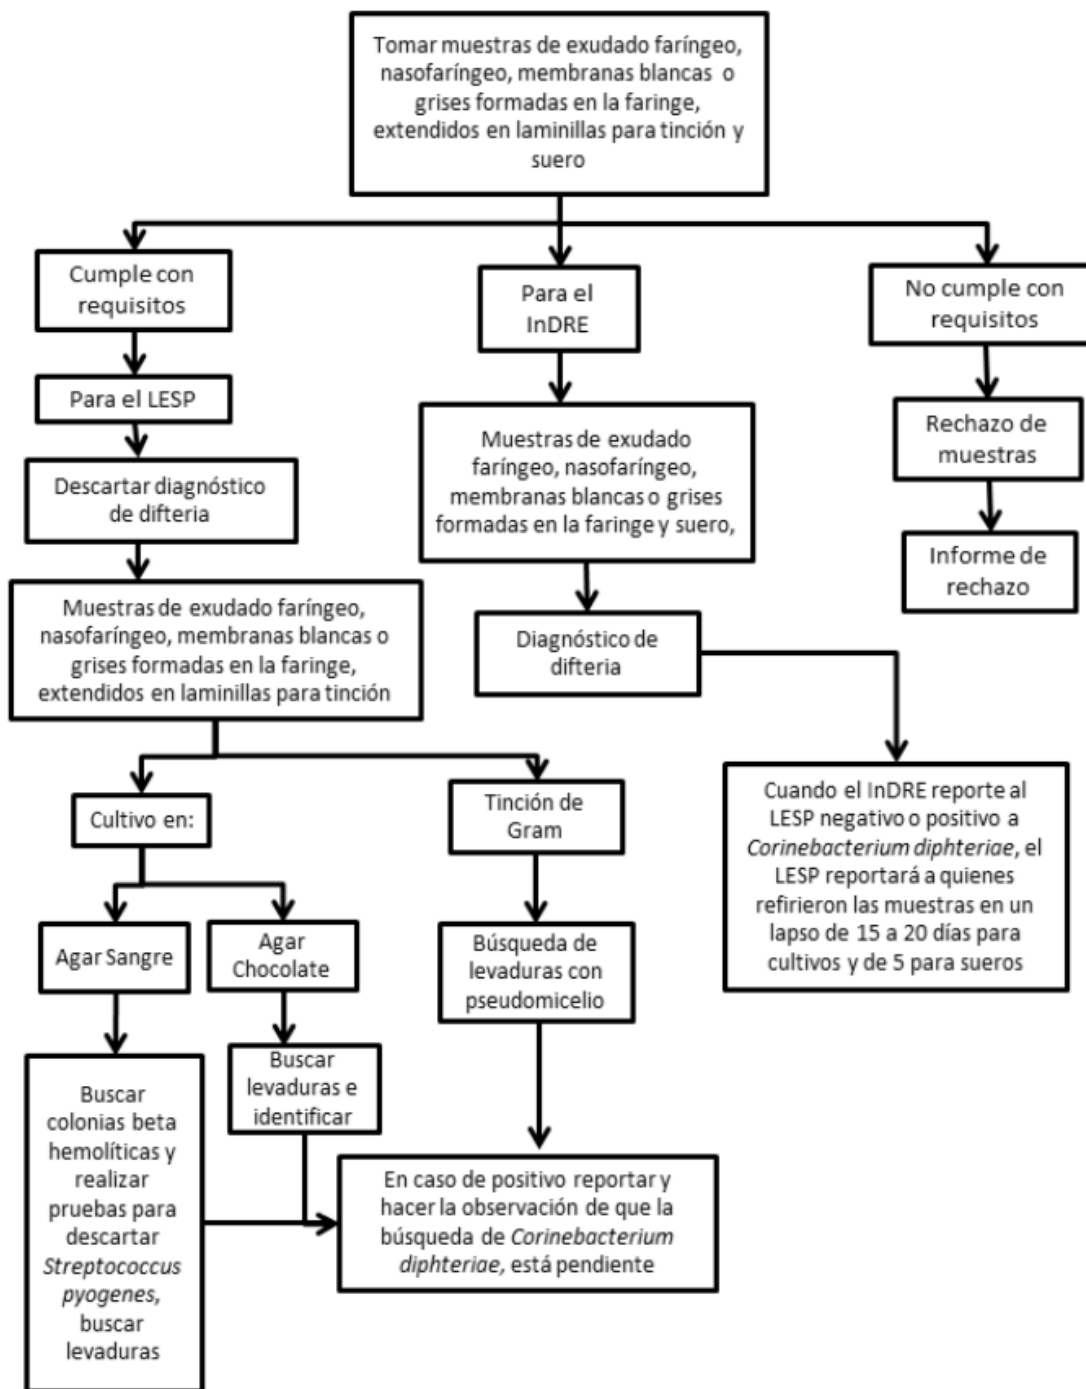 Tomar muestras de exudado faríngeo,
nasofaríngeo, membranas blancas o
grises formadas en la faringe,
extendidos en laminillas para tinción y
suero
Cumple con
requisitos
Para el
InDRE
No cumple con
requisitos
Para el LESP
Muestras de exudado
faríngeo, nasofaríngeo,
membranas blancas o grises
formadas en la faringe y suero,
Rechazo de
muestras
Descartar diagnóstico
de difteria
Informe de
rechazo
Muestras de exudado faríngeo,
nasofaríngeo, membranas blancas o
grises formadas en la faringe,
extendidos en laminillas para tinción
Diagnóstico de
difteria
Cultivo en:
Tinción de
Gram
Cuando el InDRE reporte al
LESP negativo o positivo a
Corinebacterium diphteriae, el
LESP reportará a quienes
refirieron las muestras en un
lapso de 15 a 20 días para
cultivos y de 5 para sueros
Agar Sangre
Agar
Chocolate
Búsqueda de
levaduras con
pseudomicelio
Buscar
colonias beta
hemolíticas y
realizar
pruebas para
descartar
Streptococcus
pyogenes,
buscar
levaduras
Buscar
levaduras e
identificar
En caso de positivo reportar y
hacer la observación de que la
búsqueda de Corinebacterium
diphteriae, está pendiente